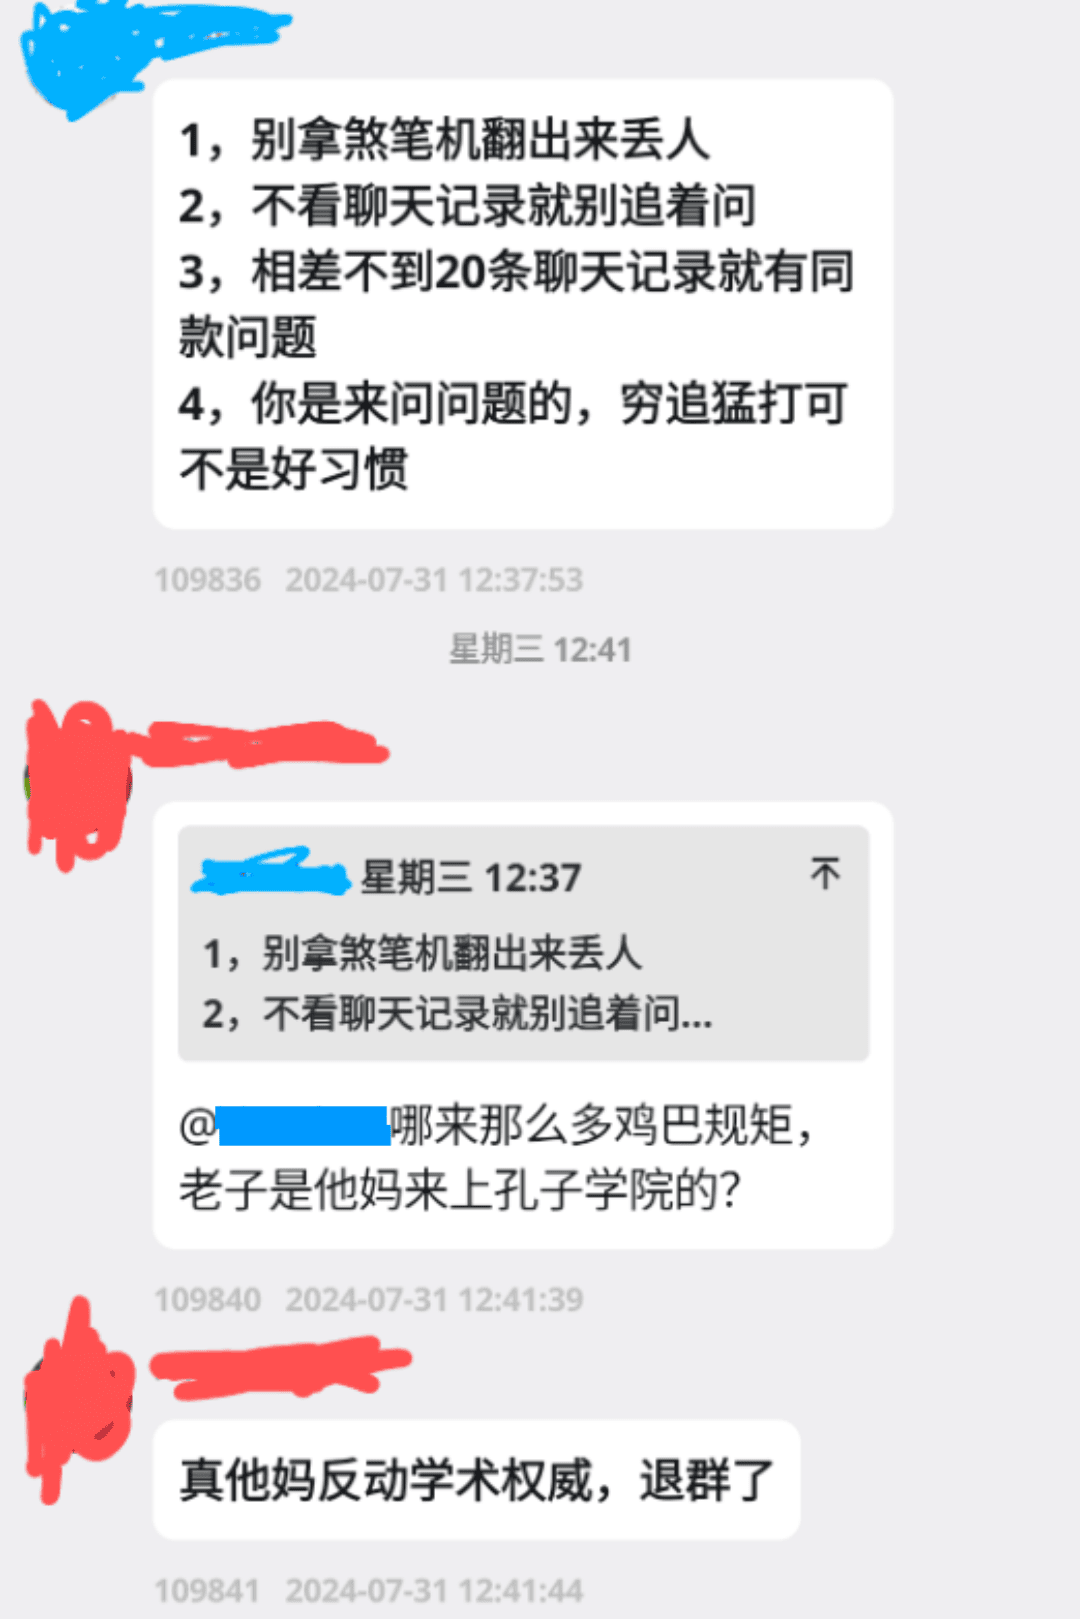 1，别拿煞笔机翻出来丢人
2，不看聊天记录就别追着问
3，相差不到20条聊天记录就有同
款问题
4，你是来问问题的，穷追猛打可
不是好习惯
109836 2024-07-31 12:37:53
星期三 12:41
星期三 12:37
1，别拿煞笔机翻出来丢人
2，不看聊天记录就别追着问...
@哪来那么多鸡巴规矩，
老子是他妈来上孔子学院的？
109840 2024-07-31 12:41:39
真他妈反动学术权威，退群了
109841 2024-07-31 12:41:44